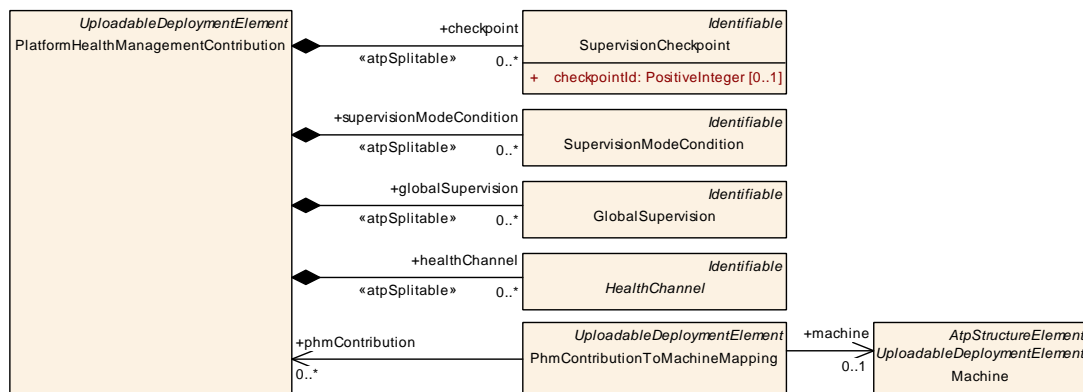 UploadableDeploymentElement
PlatformHealthManagementContribution
+checkpoint
«atpSplitable»
0..*
Identifiable
SupervisionCheckpoint
+ checkpointId: PositiveInteger [0..1]
+supervisionModeCondition
«atpSplitable»
0..*
Identifiable
SupervisionModeCondition
+globalSupervision
«atpSplitable»
0..*
Identifiable
GlobalSupervision
+healthChannel
«atpSplitable»
0..*
Identifiable
HealthChannel
+phmContribution
0..*
UploadableDeploymentElement
PhmContributionToMachineMapping
+machine
0..1
AtpStructureElement
UploadableDeploymentElement
Machine